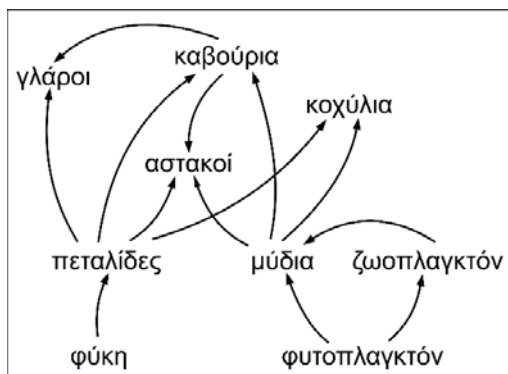 καβούρια
γλάροι
κοχύλια
αστακοί
πεταλίδες μύδια ζωοπλαγκτόν
φύκη φυτοπλαγκτόν